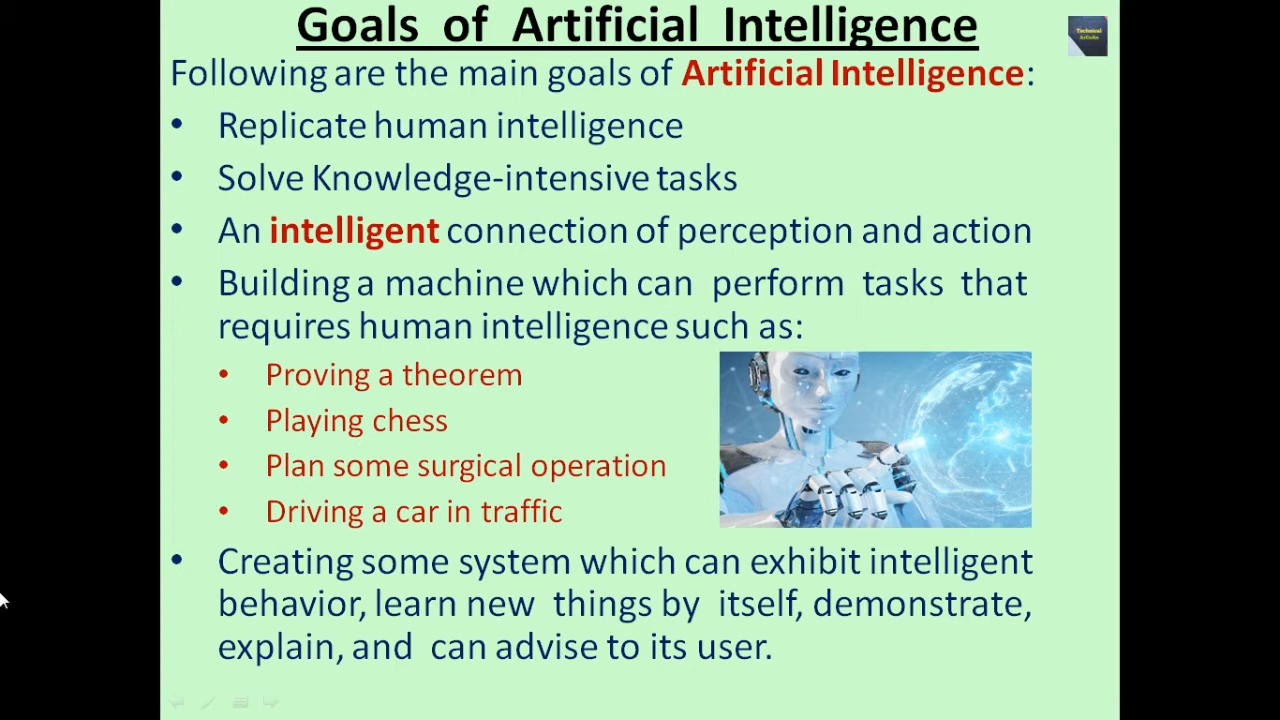 Goals of Artificial Intelligence
Technical
Following are the main goals of Artificial Intelligence:
• Replicate human intelligence
• Solve Knowledge-intensive tasks
• An intelligent connection of perception and action
• Building a machine which can perform tasks that
requires human intelligence such as:
• Proving a theorem
• Playing chess
• Plan some surgical operation
• Driving a car in traffic
• Creating some system which can exhibit intelligent
behavior, learn new things by itself, demonstrate,
explain, and can advise to its user.